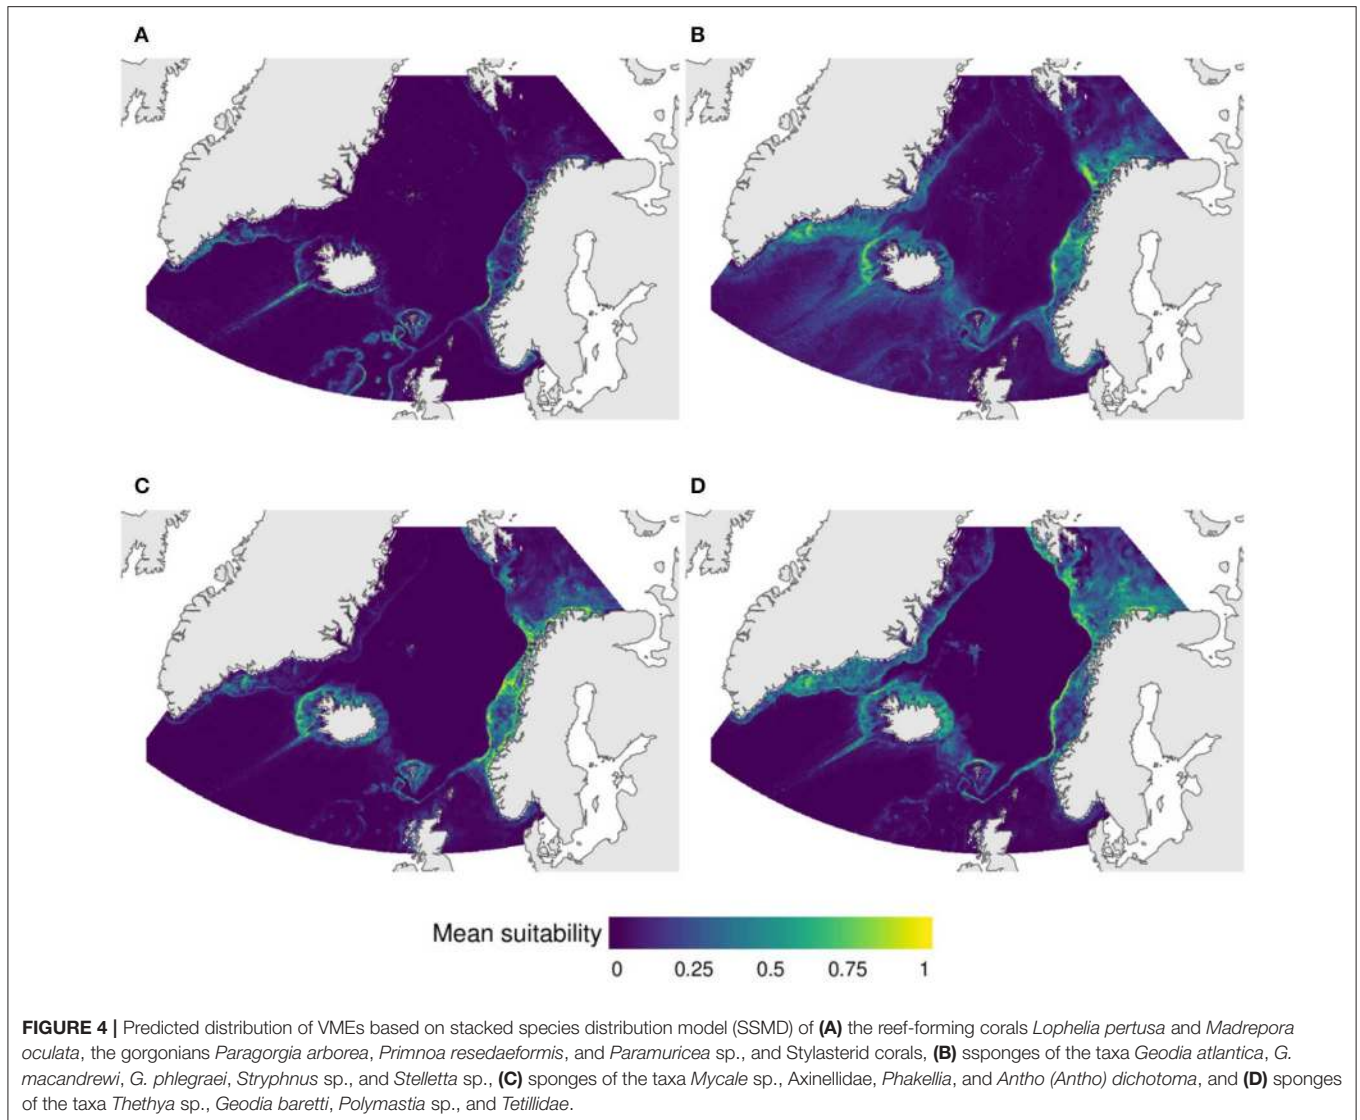 A
B
C
D
Mean suitability
0 0.25 0.5 0.75 1
FIGURE 4 | Predicted distribution of VMEs based on stacked species distribution model (SSMD) of (A) the reef-forming corals Lophelia pertusa and Madrepora
oculata, the gorgonians Paragorgia arborea, Primnoa resedaeformis, and Paramuricea sp., and Stylasterid corals, (B) ssponges of the taxa Geodia atlantica, G.
macandrewi, G. phlegraei, Stryphnus sp., and Stelletta sp., (C) sponges of the taxa Mycale sp., Axinellidae, Phakellia, and Antho (Antho) dichotoma, and (D) sponges
of the taxa Thethya sp., Geodia baretti, Polymastia sp., and Tetillidae.